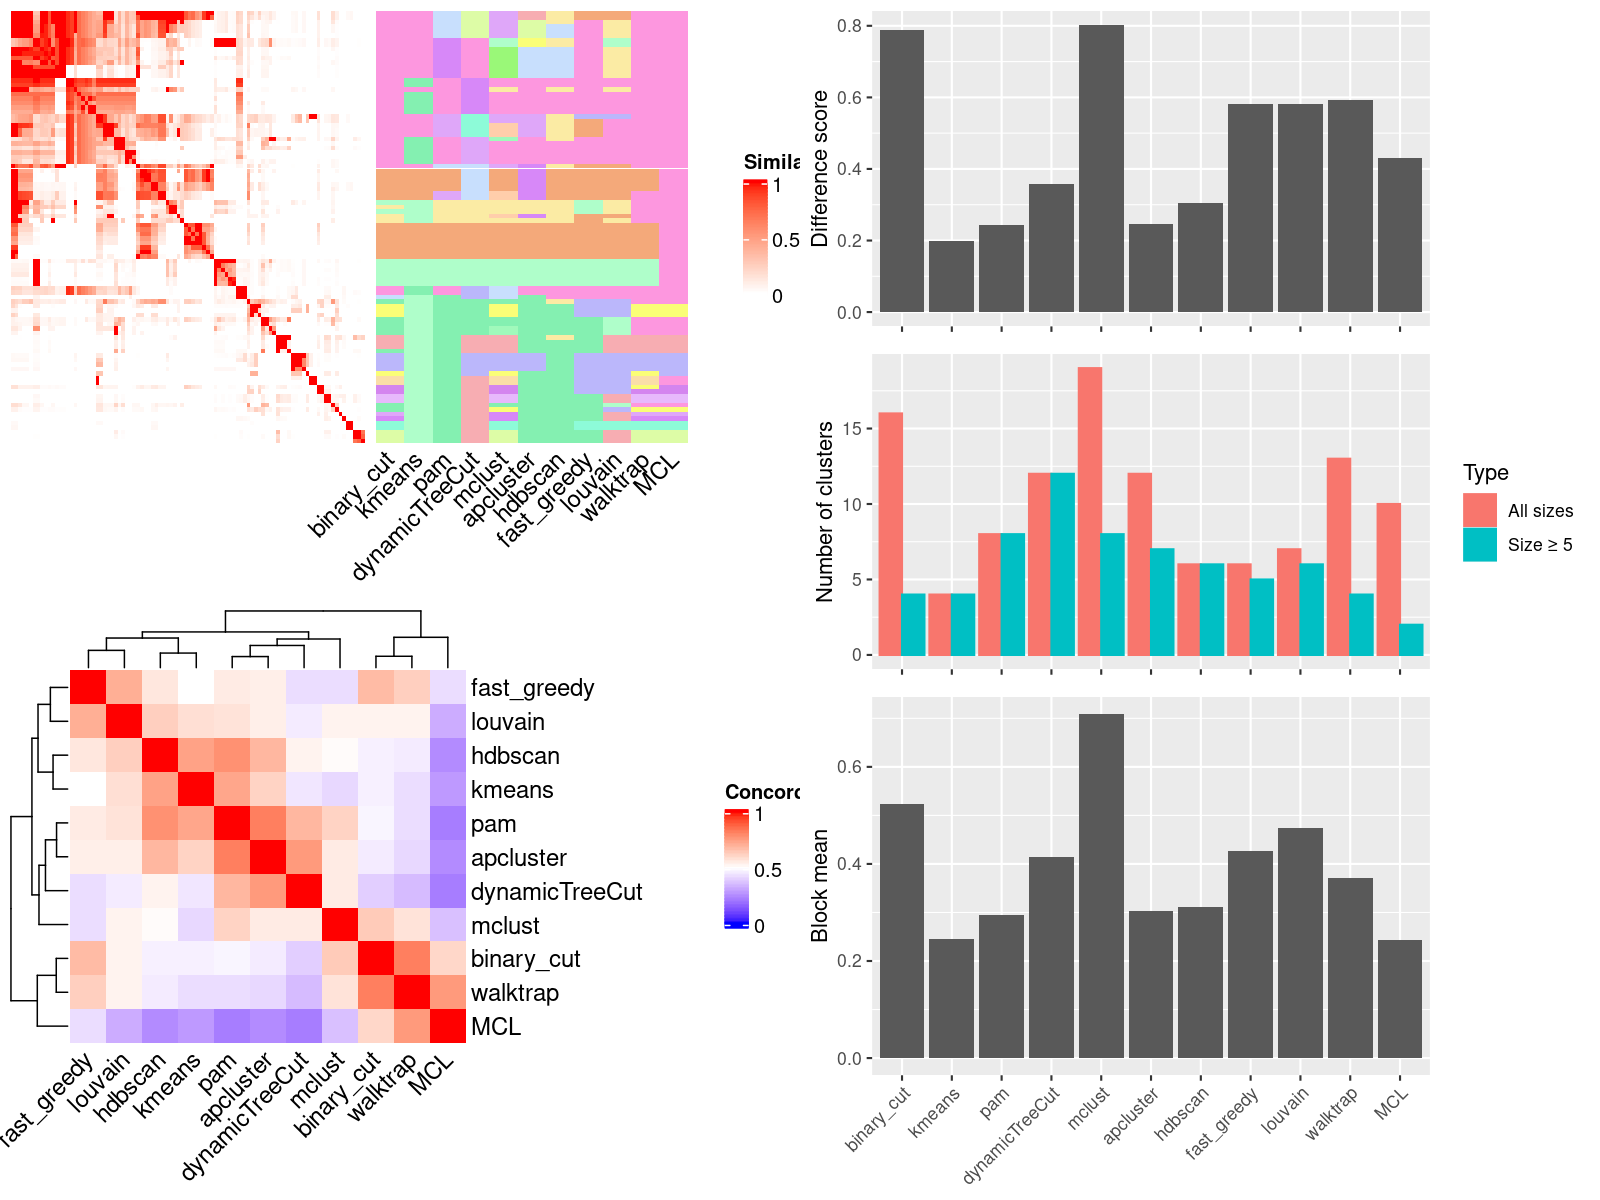 Simila
1
0.5
0
binary_cut
kmeans
pam
dynamicTreeCut
mclust
apcluster
hdbscan
fast_greedy
louvain
walktrap
MCL
fast_greedy
louvain
hdbscan
kmeans
pam
apcluster
dynamicTreeCut
mclust
binary_cut
walktrap
MCL
fast_greedy
louvain
hdbscan
kmeans
pam
apcluster
dynamicTreeCut
mclust
binary_cut
walktrap
MCL
Concord
1
0.5
0
Difference score
0.8
0.6
0.4
0.2
0.0
Number of clusters
15
10
5
0
Type
All sizes
Size ≥ 5
Block mean
0.6
0.4
0.2
0.0
binary_cut
kmeans
pam
dynamicTreeCut
mclust
apcluster
hdbscan
fast_greedy
louvain
walktrap
MCL